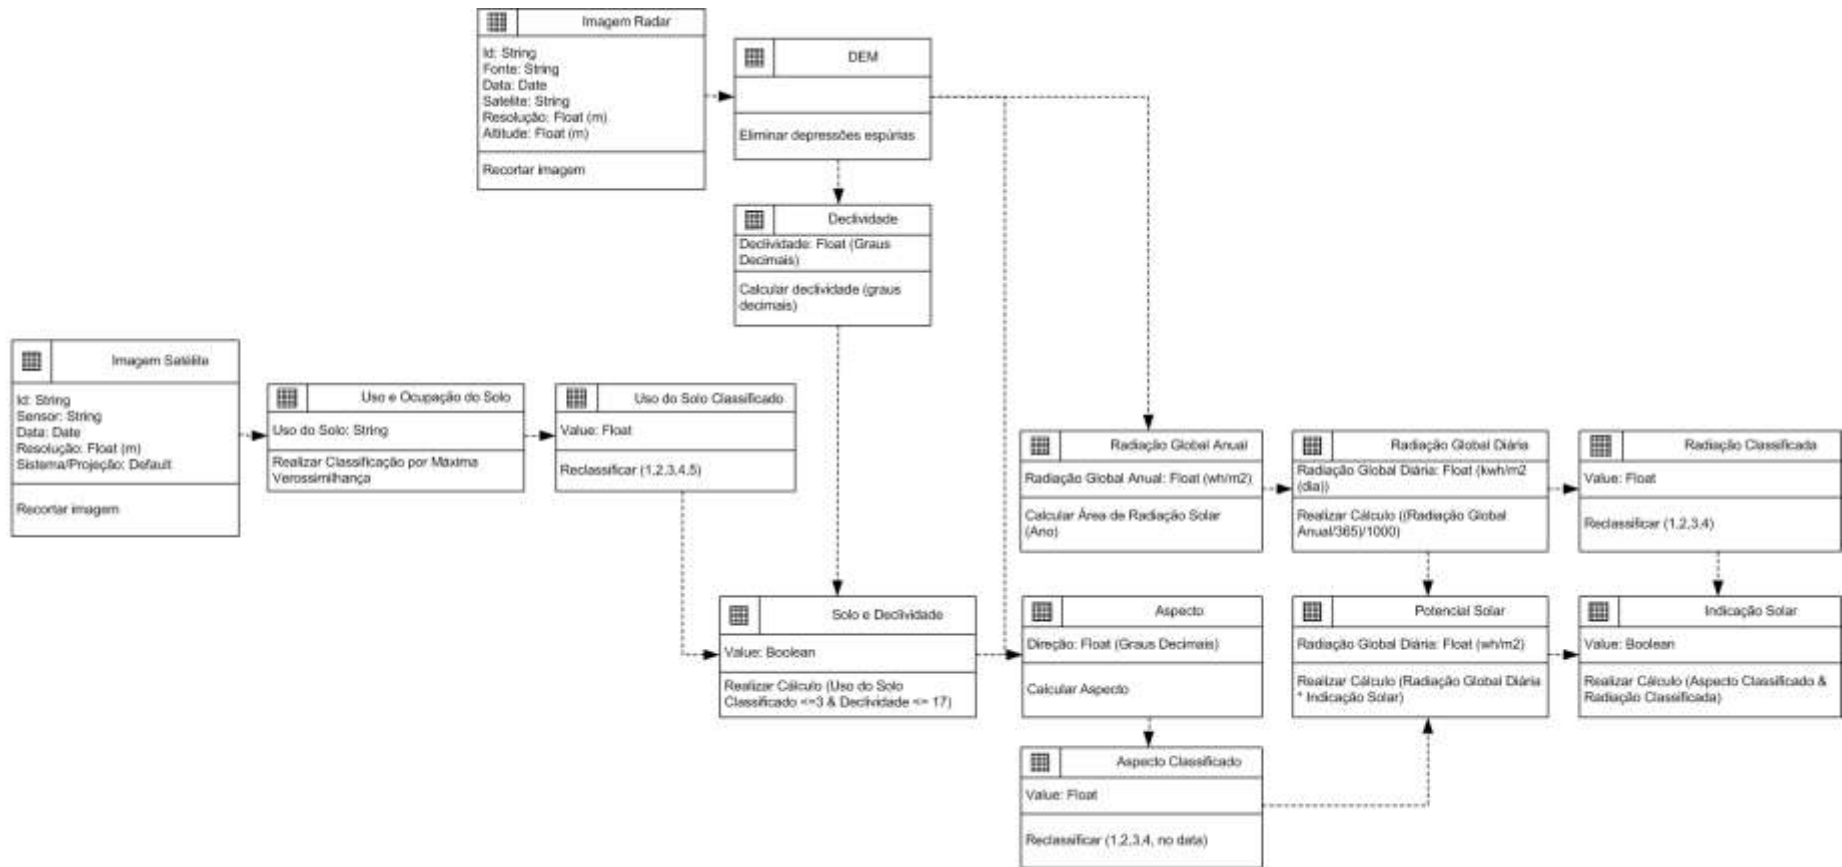 Imagem Radar
Id: String
Fonte: String
Data: Date
Satelite: String
Resolução: Float (m)
Altitude: Float (m)
Recortar imagem
DEM
Eliminar depressões espúrias
Declividade
Declividade: Float (Graus
Decimais)
Calcular declividade (graus
decimais)
Imagem Satélite
Id: String
Sensor: String
Data: Date
Resolução: Float (m)
Sistema/Projeção: Default
Recortar imagem
Uso e Ocupação do Solo
Uso do Solo: String
Realizar Classificação por Máxima
Verossimilhança
Uso do Solo Classificado
Value: Float
Reclassificar (1,2,3,4,5)
Radiação Global Anual
Radiação Global Anual: Float (wh/m2)
Calcular Área de Radiação Solar
(Ano)
Radiação Global Diária
Radiação Global Diária: Float (kwh/m2
(dia))
Realizar Cálculo ((Radiação Global
Anual/365)/1000)
Radiação Classificada
Value: Float
Reclassificar (1,2,3,4)
Solo e Declividade
Value: Boolean
Realizar Cálculo (Uso do Solo
Classificado <=3 & Declividade <= 17)
Aspecto
Direção: Float (Graus Decimais)
Calcular Aspecto
Potencial Solar
Radiação Global Diária: Float (wh/m2)
Realizar Cálculo (Radiação Global Diária
* Indicação Solar)
Indicação Solar
Value: Boolean
Realizar Cálculo (Aspecto Classificado &
Radiação Classificada)
Aspecto Classificado
Value: Float
Reclassificar (1,2,3,4, no data)